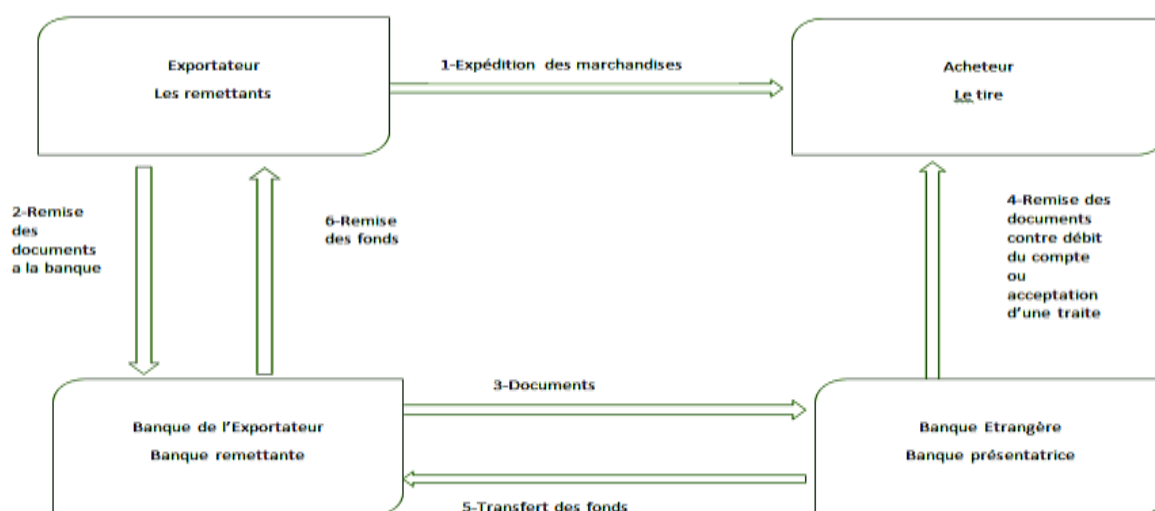 Exportateur
Les remettants
1-Expédition des marchandises
Acheteur
Le tire
2-Remise
des
documents
a la banque
6-Remise
des fonds
4-Remise des
documents
contre débit
du compte
ou
acceptation
d'une traite
3-Documents
Banque de l'Exportateur
Banque remettante
Banque Etrangère
Banque présentatrice
5-Transfert des fonds